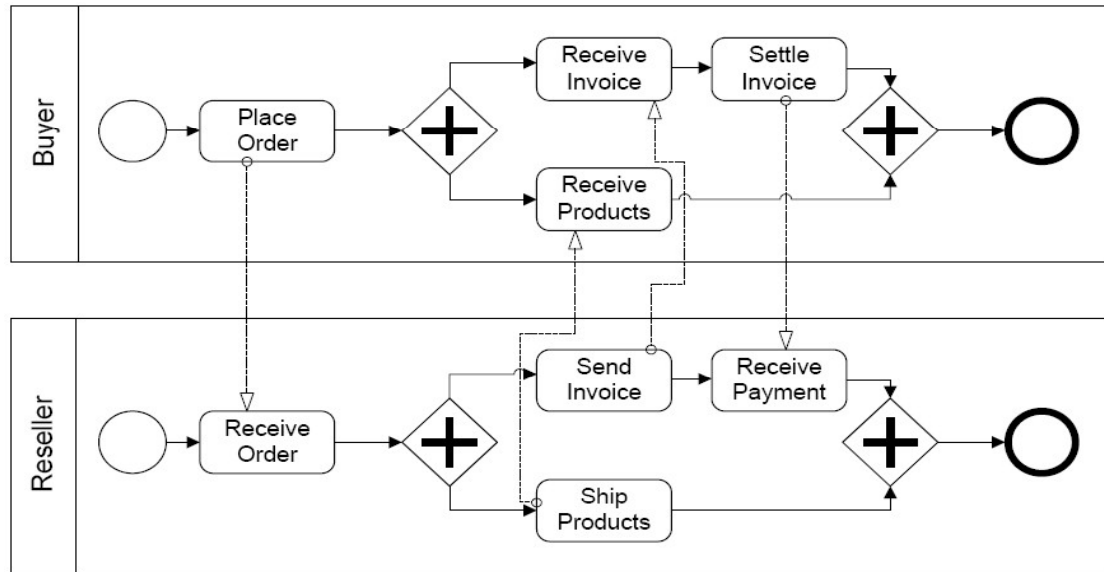 Buyer
Place
Order
Receive
Invoice
Settle
Invoice
Receive
Products
Reseller
Receive
Order
Send
Invoice
Receive
Payment
Ship
Products